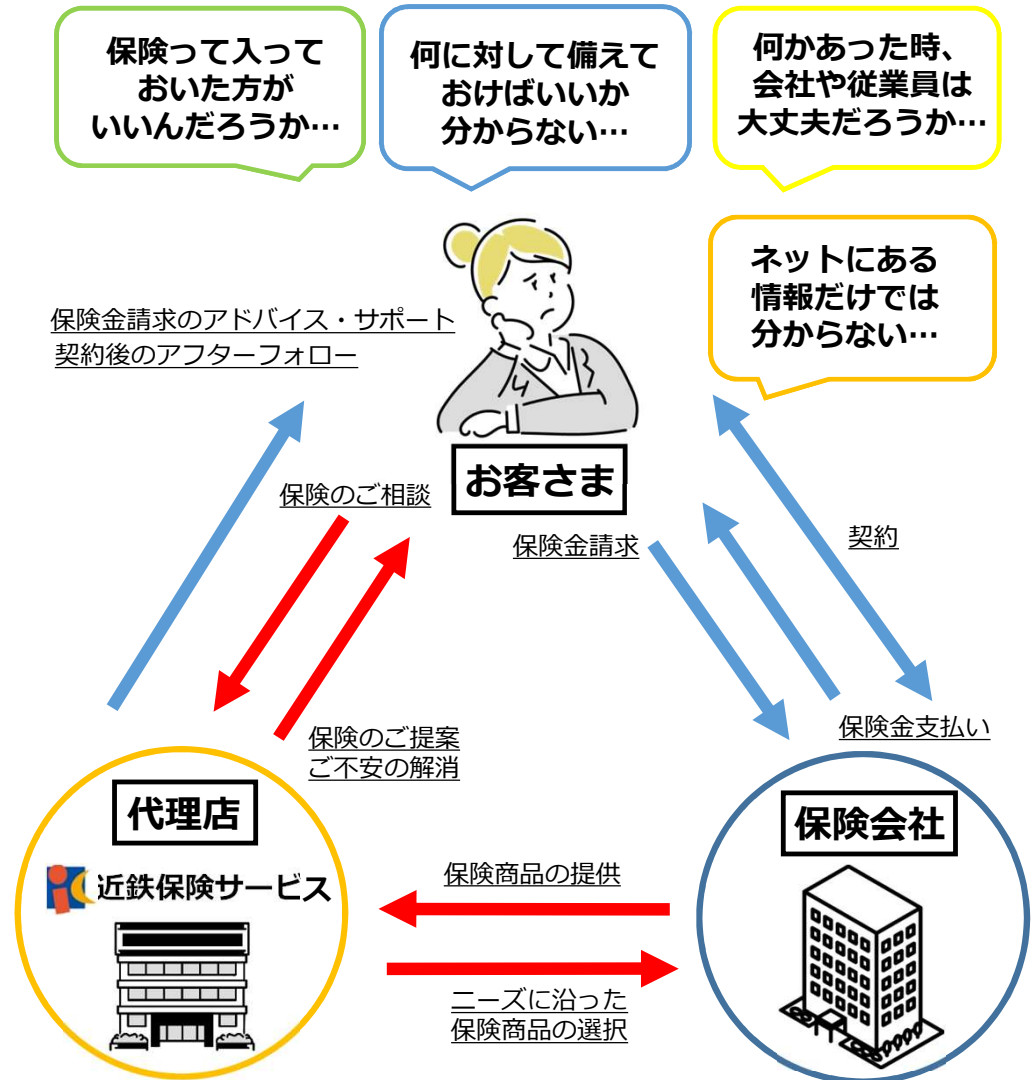 保険って入って
おいた方が
いいんだろうか…
何に対して備えて
おけばいいか
分からない…
何かあった時、
会社や従業員は
大丈夫だろうか…
ネットにある
情報だけでは
分からない…
保険金請求のアドバイス・サポート
契約後のアフターフォロー
お客さま
保険のご相談
保険金請求
契約
保険のご提案
ご不安の解消
保険金支払い
代理店
近鉄保険サービス
保険会社
保険商品の提供
ニーズに沿った
保険商品の選択